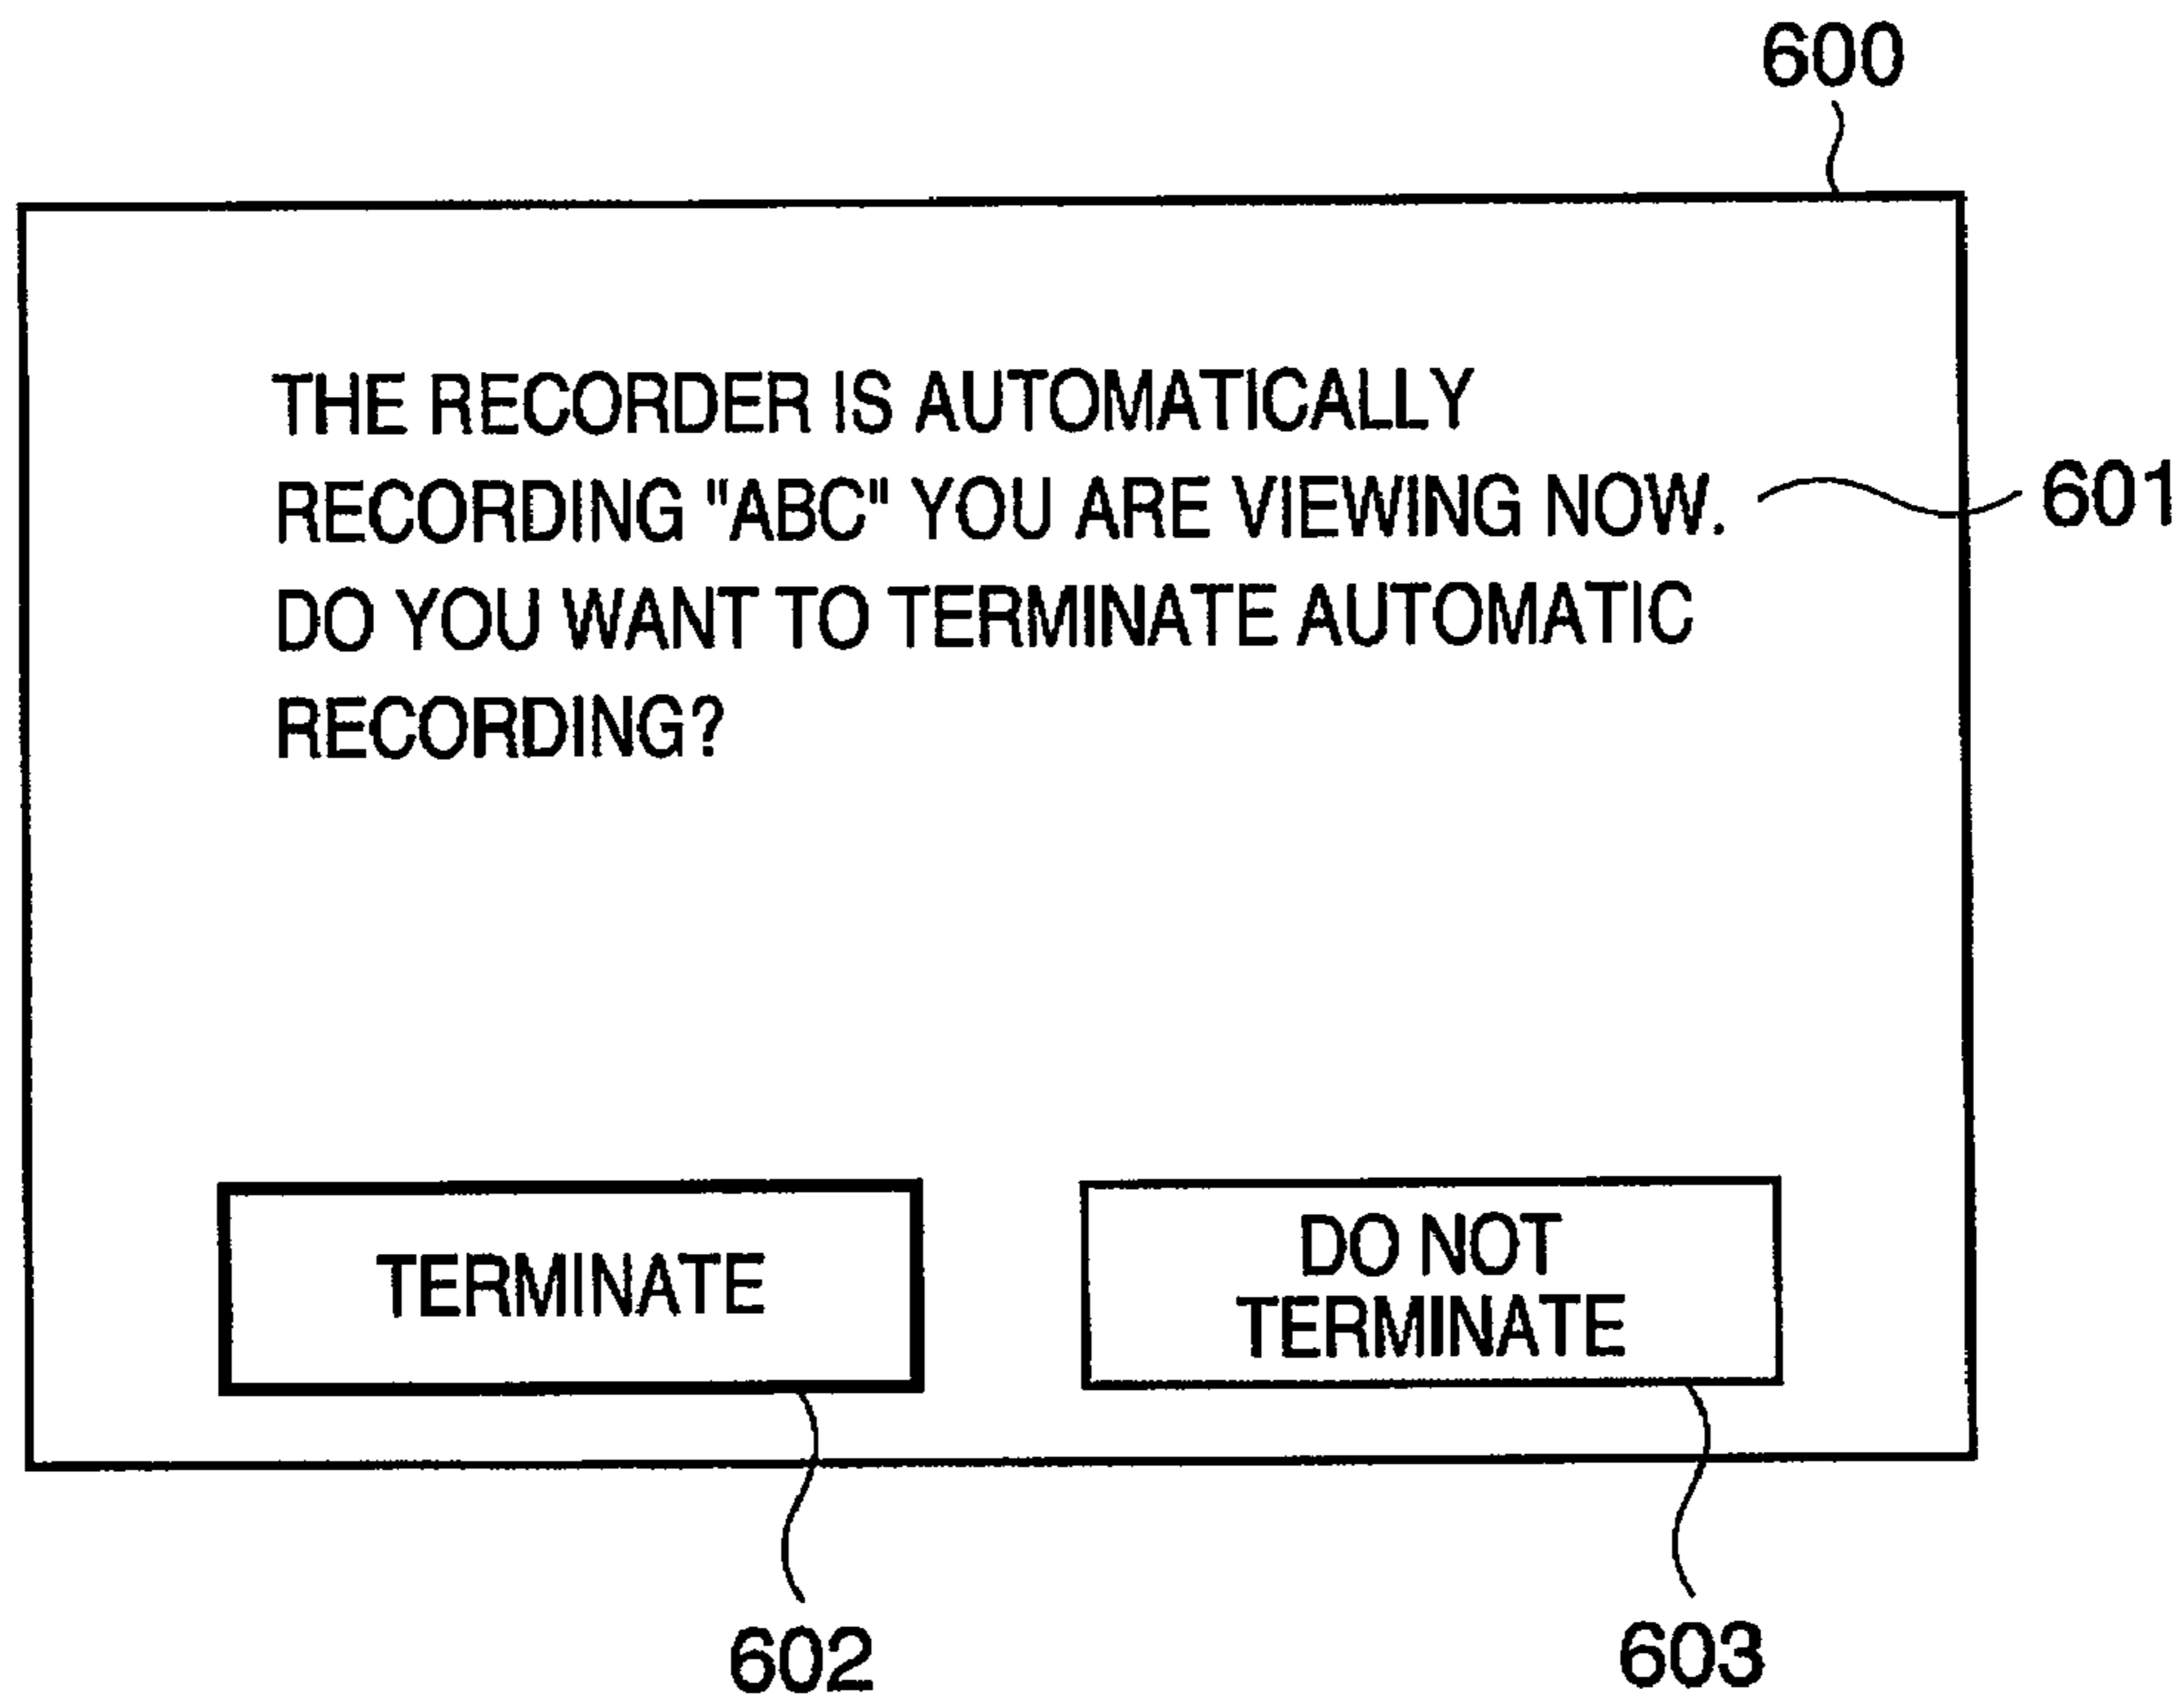 600
THE RECORDER IS AUTOMATICALLY
RECORDING "ABC" YOU ARE VIEWING NOW.
601
DO YOU WANT TO TERMINATE AUTOMATIC
RECORDING?
TERMINATE
DO NOT
TERMINATE
602
603